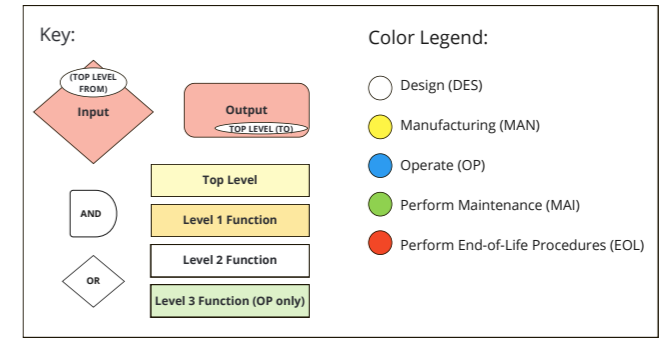 Key:
(TOP LEVEL
FROM)
Input
Output
TOP LEVEL (TO)
Top Level
AND
Level 1 Function
Level 2 Function
OR
Level 3 Function (OP only)
Color Legend:
Design (DES)
Manufacturing (MAN)
Operate (OP)
Perform Maintenance (MAI)
Perform End-of-Life Procedures (EOL)